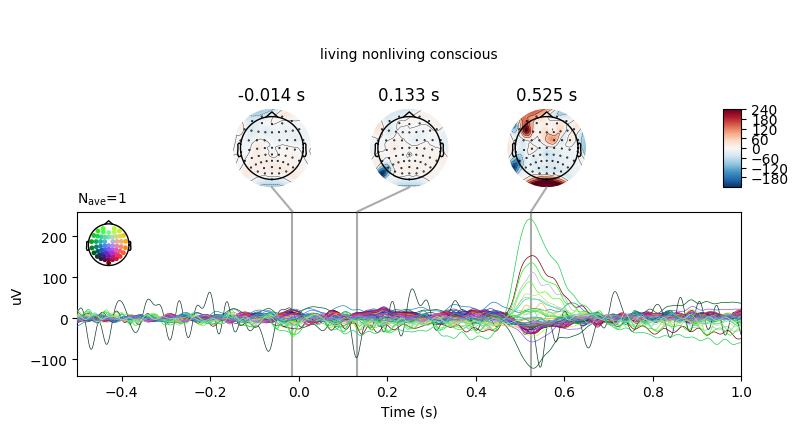 living nonliving conscious
-0.014 s 0.133 s 0.525 s
240
180
120
60
0
−60
−120
−180
Nave=1
200
100
0
−100
uV
−0.4 −0.2 0.0 0.2 0.4 0.6 0.8 1.0
Time (s)